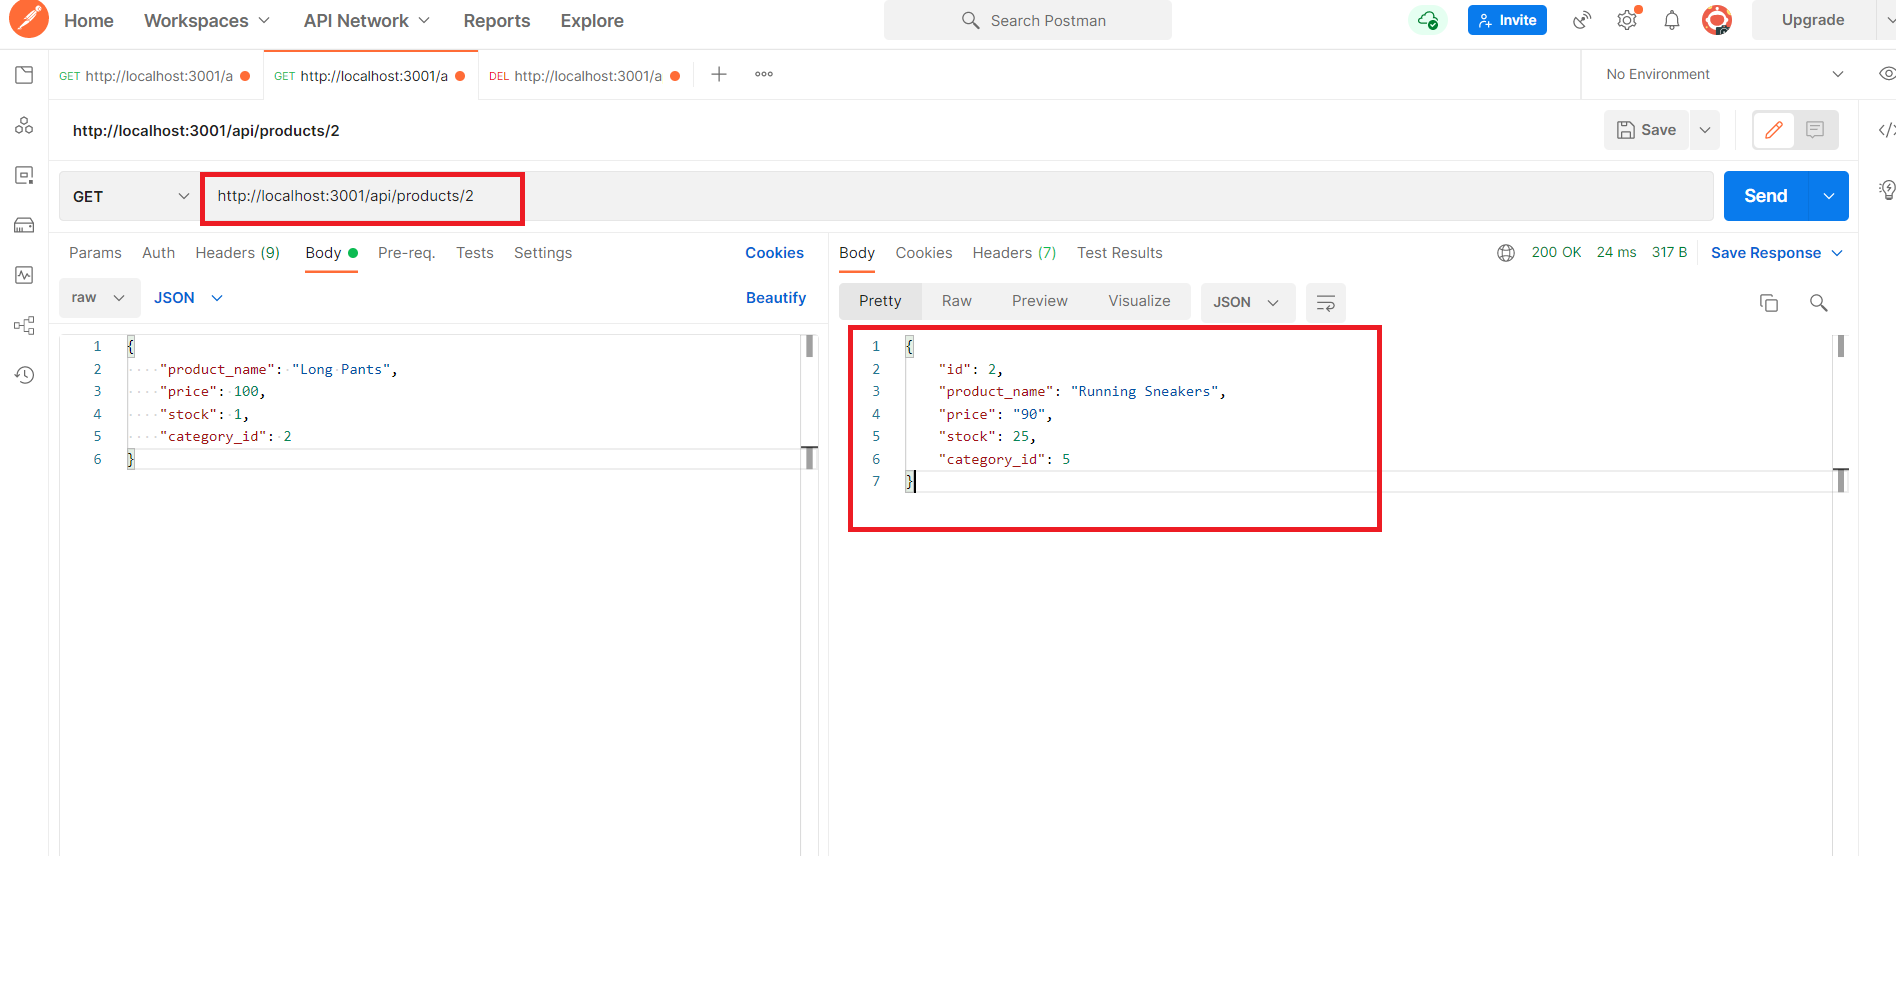 Home Workspaces API Network Reports Explore Search Postman Invite Upgrade
GET http://localhost:3001/a GET http://localhost:3001/a DEL http://localhost:3001/a No Environment
http://localhost:3001/api/products/2 Save
GET http://localhost:3001/api/products/2 Send
Params Auth Headers (9) Body Pre-req. Tests Settings Cookies
raw JSON Beautify
1 {
2 "product_name": "Long Pants",
3 "price": 100,
4 "stock": 1,
5 "category_id": 2
6 }
Body Cookies Headers (7) Test Results 200 OK 24 ms 317 B Save Response
Pretty Raw Preview Visualize JSON
1 {
2 "id": 2,
3 "product_name": "Running Sneakers",
4 "price": "90",
5 "stock": 25,
6 "category_id": 5
7 }